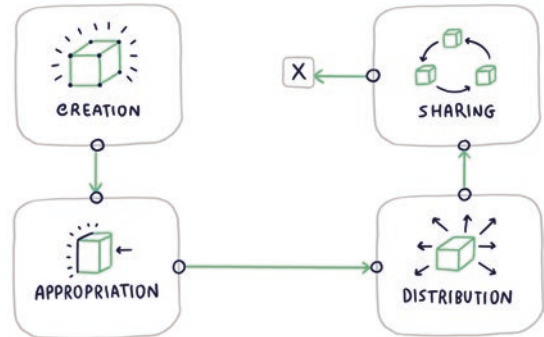 CREATION
X
SHARING
APPROPRIATION
DISTRIBUTION